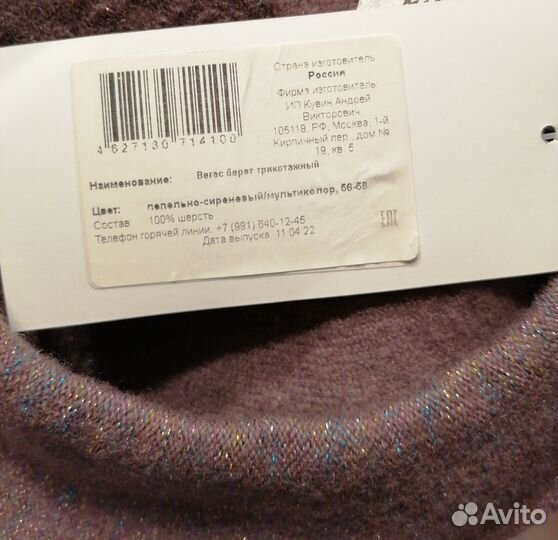 Страна изготовитель
Россия
Фирма изготовитель
ИП Кувин Андрей
Викторович
105118, РФ, Москва, 1-й
Кирпичный пер., дом №
19, кв. 5
4 627130 714100
Наименование: Вегас берет трикотажный
Цвет: пепельно-сиреневый/мультиколор, 56-58
Состав: 100% шерсть
Телефон горячей линии: +7 (991) 640-12-45
Дата выпуска: 11.04.22
EAC
Avito